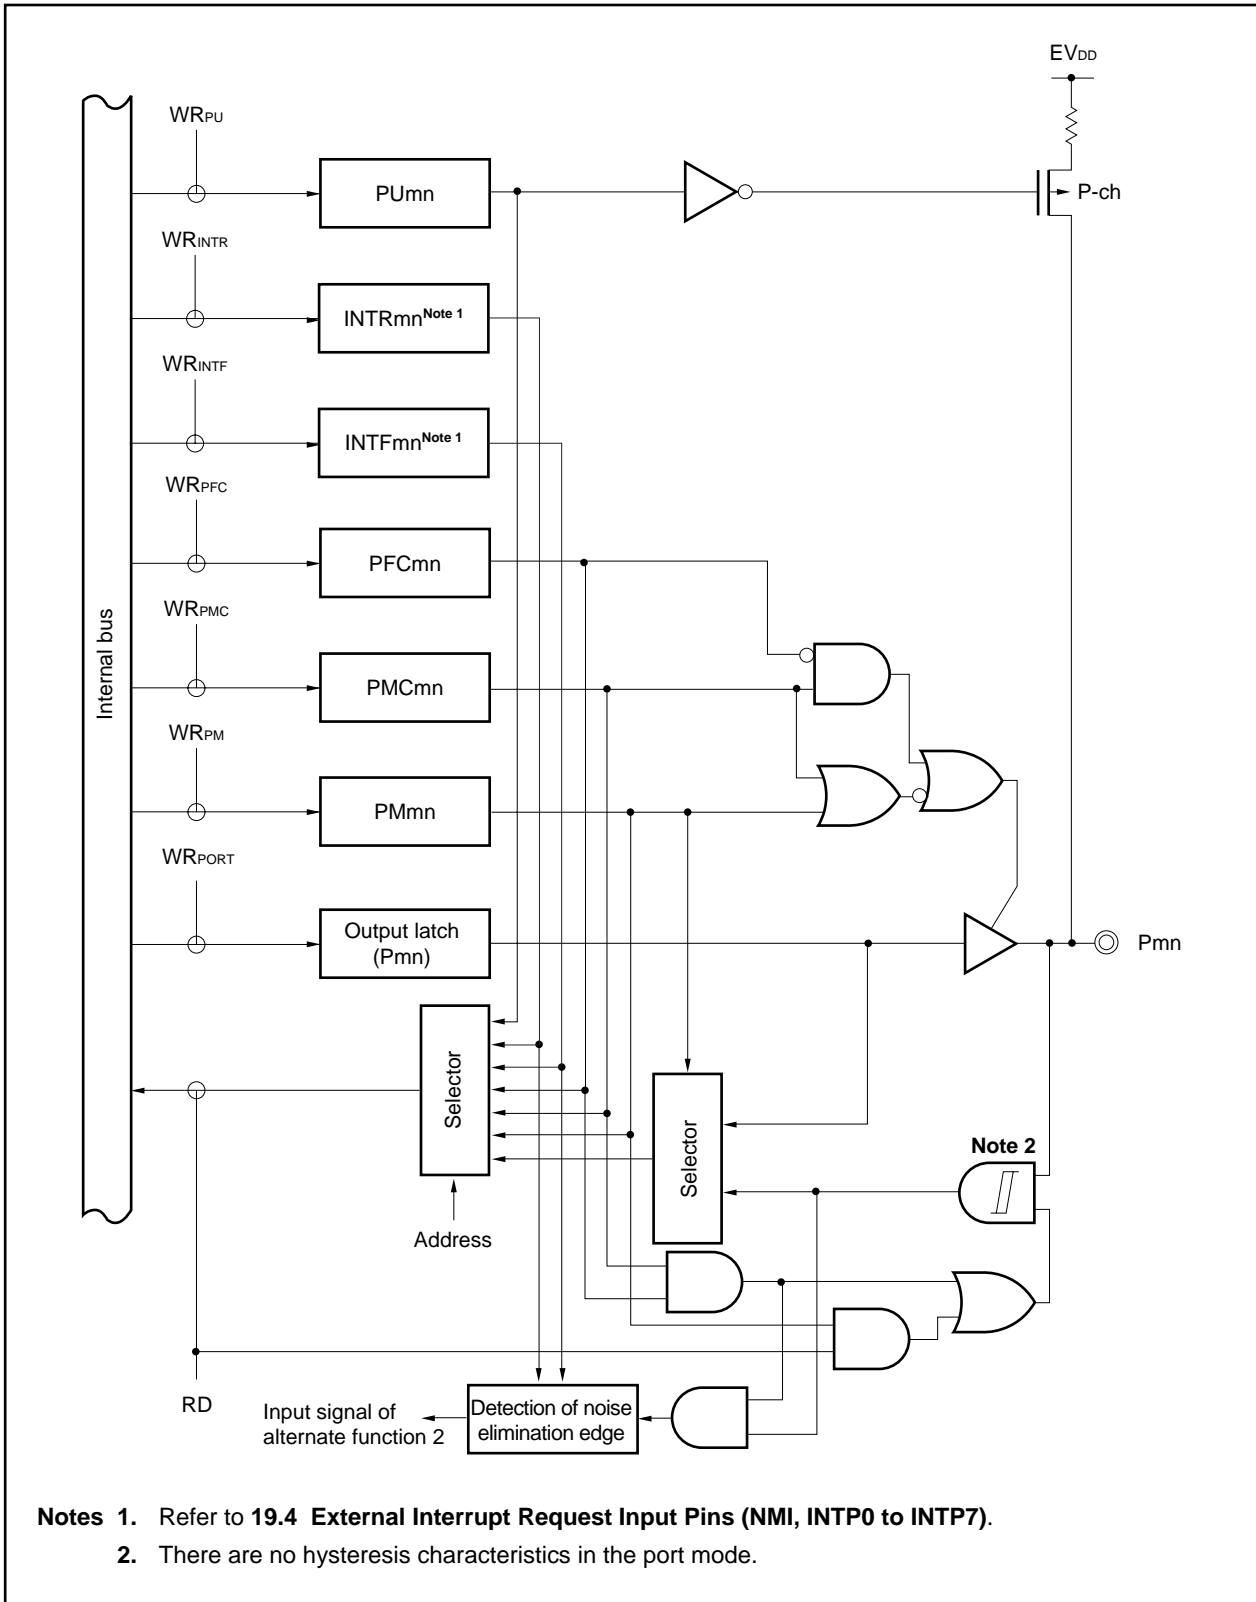 EVDD
WRPU
PUmn
P-ch
WRINTR
INTRmnNote 1
WRINTF
INTFmnNote 1
WRPFC
PFCmn
WRPMC
PMCmn
Internal bus
WRPM
PMmn
WRPORT
Output latch
(Pmn)
Pmn
Selector
Selector
Note 2
Address
RD
Input signal of
alternate function 2
Detection of noise
elimination edge
Notes 1. Refer to 19.4 External Interrupt Request Input Pins (NMI, INTP0 to INTP7).
2. There are no hysteresis characteristics in the port mode.